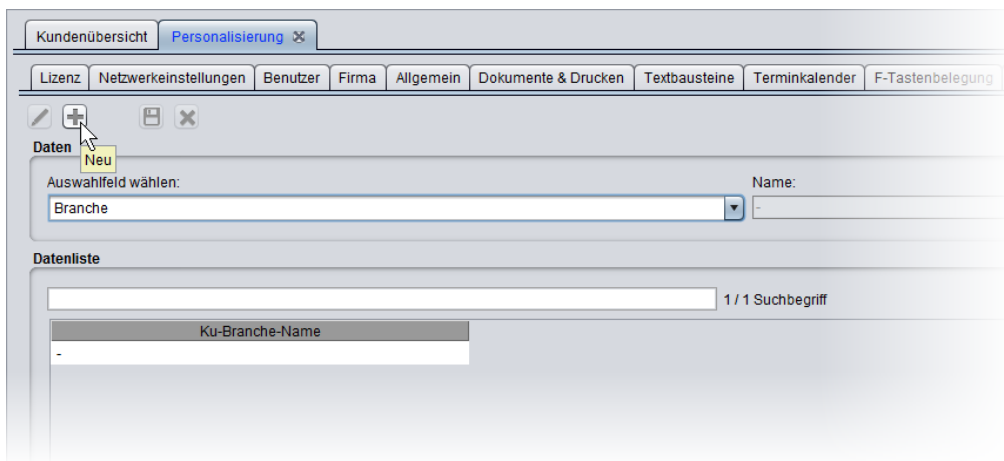 Kundenübersicht Personalisierung
Lizenz Netzwerkeinstellungen Benutzer Firma Allgemein Dokumente & Drucken Textbausteine Terminkalender F-Tastenbelegung
Neu
Daten
Auswahlfeld wählen: Name:
Branche -
Datenliste
1 / 1 Suchbegriff
Ku-Branche-Name
-